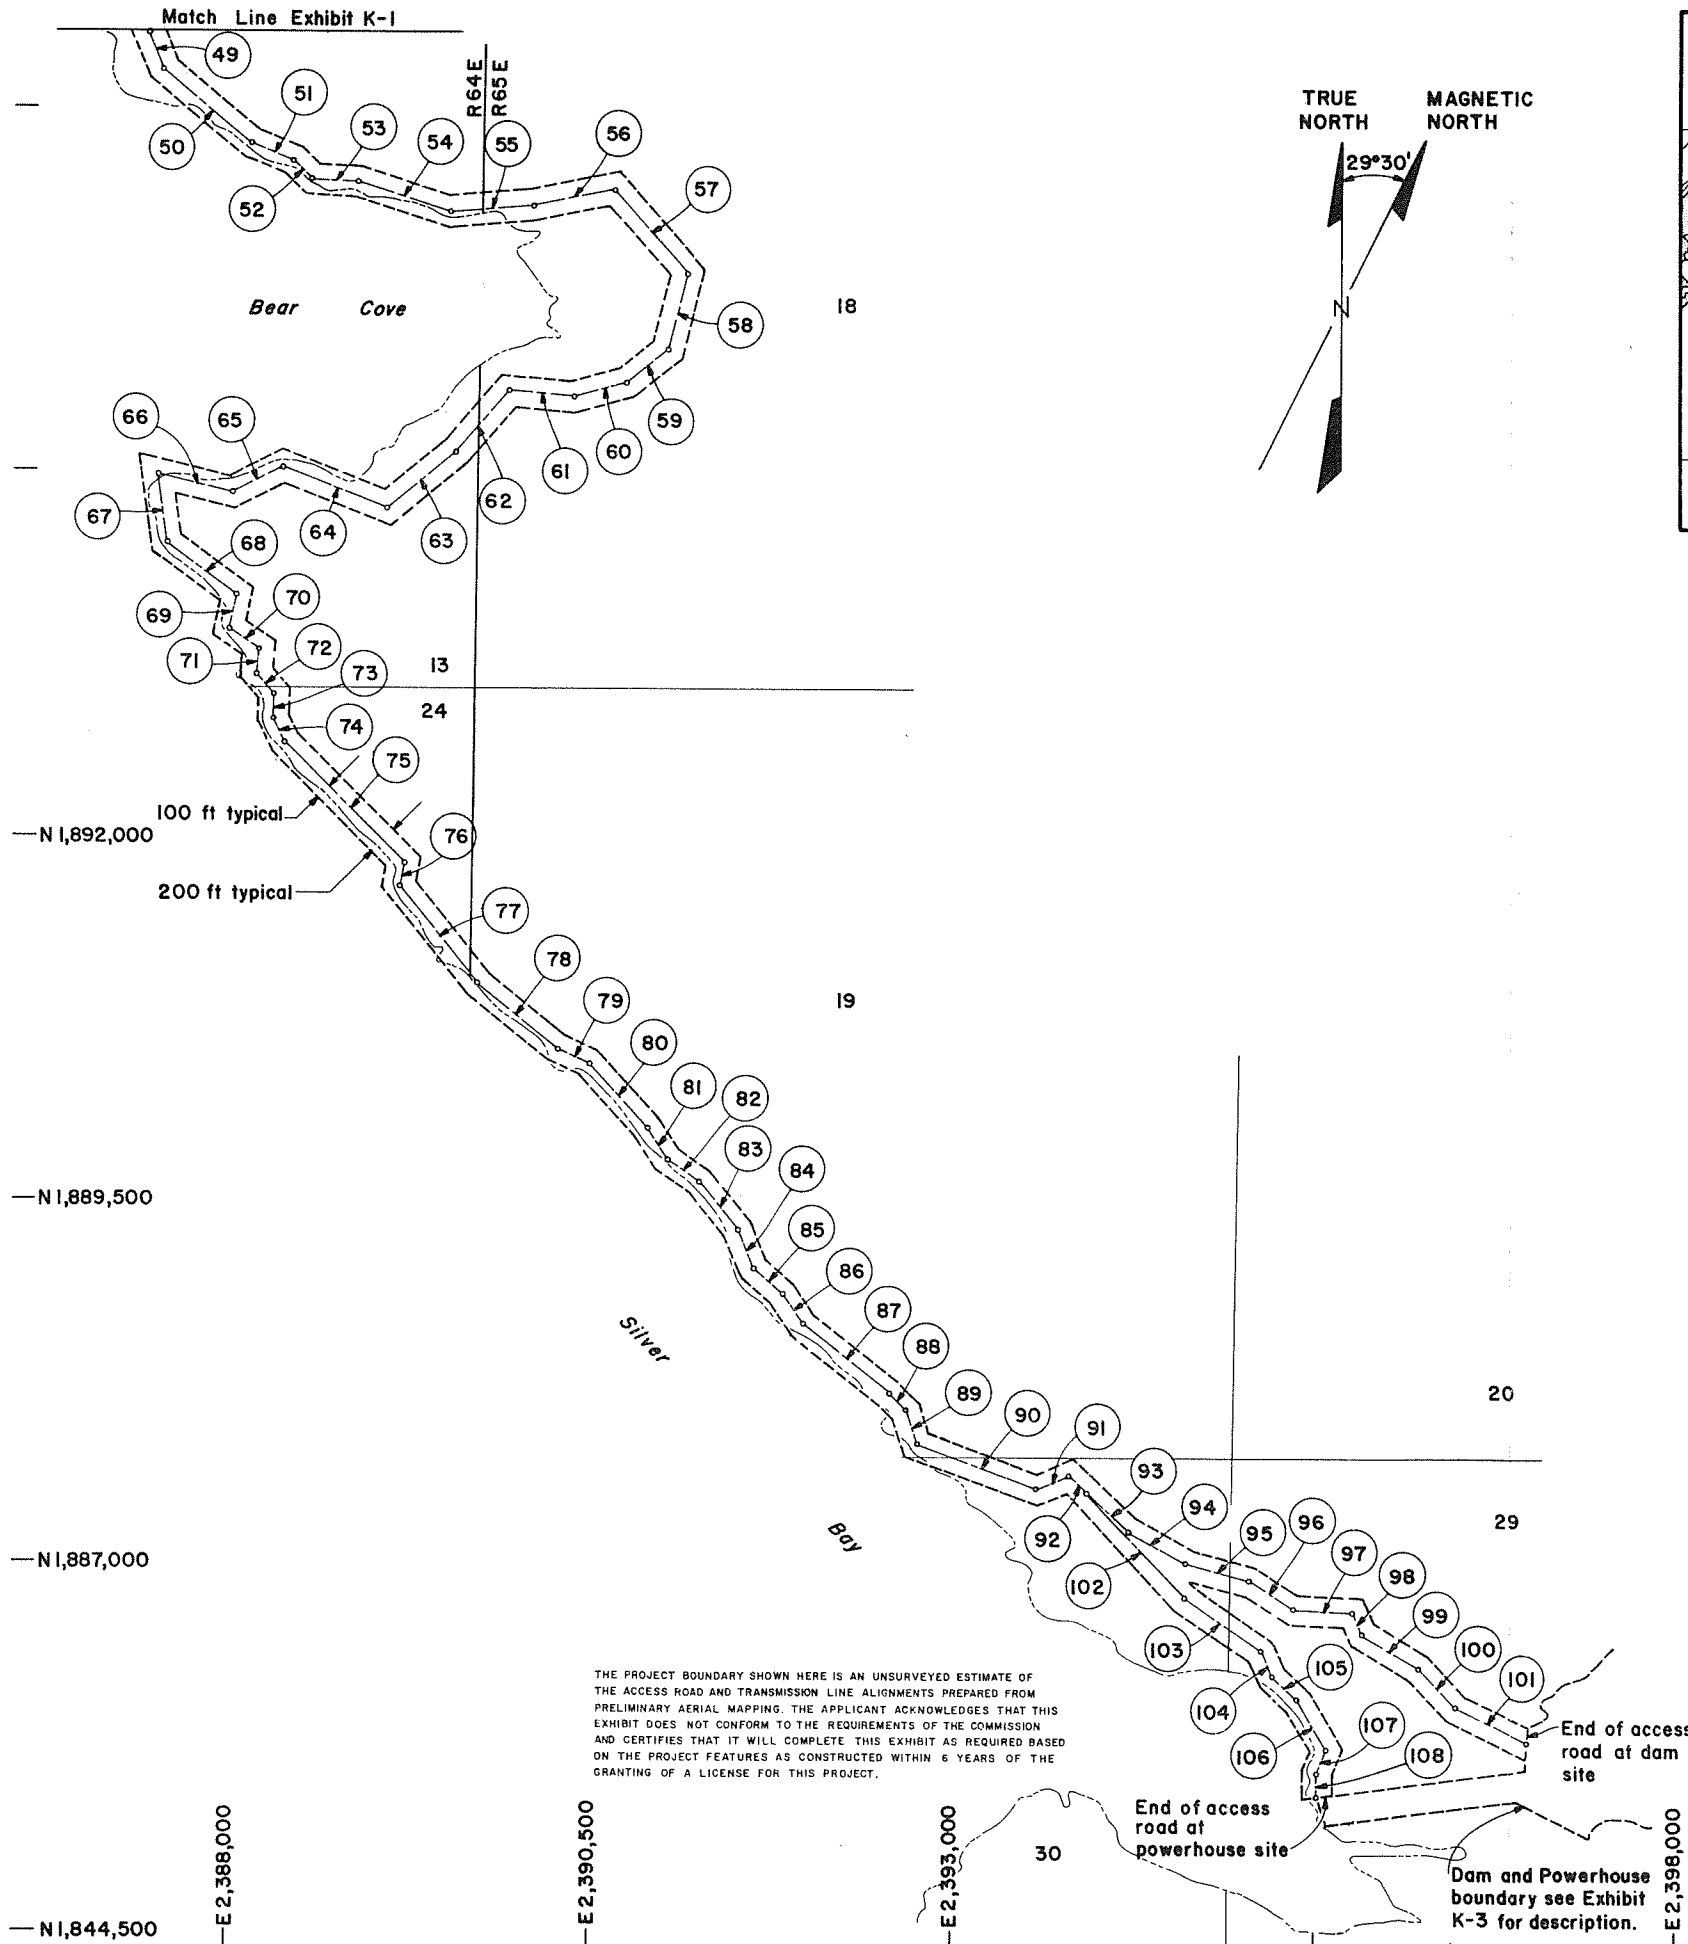 Match Line Exhibit K-1
49
51
53
54
R64E
R65E
55
56
50
52
57
TRUE
NORTH
MAGNETIC
NORTH
29°30'
N
Bear Cove
18
58
59
60
61
62
63
64
65
66
67
68
69
70
71
72
73
13
24
74
75
100 ft typical
N 1,892,000
76
200 ft typical
77
78
79
19
80
81
82
83
84
N 1,889,500
85
86
Silver
87
88
89
20
90
91
93
94
95
96
29
Bay
92
97
N 1,887,000
98
102
99
100
103
105
101
104
107
106
108
End of access
road at dam
site
THE PROJECT BOUNDARY SHOWN HERE IS AN UNSURVEYED ESTIMATE OF
THE ACCESS ROAD AND TRANSMISSION LINE ALIGNMENTS PREPARED FROM
PRELIMINARY AERIAL MAPPING. THE APPLICANT ACKNOWLEDGES THAT THIS
EXHIBIT DOES NOT CONFORM TO THE REQUIREMENTS OF THE COMMISSION
AND CERTIFIES THAT IT WILL COMPLETE THIS EXHIBIT AS REQUIRED BASED
ON THE PROJECT FEATURES AS CONSTRUCTED WITHIN 6 YEARS OF THE
GRANTING OF A LICENSE FOR THIS PROJECT.
End of access
road at
powerhouse site
30
Dam and Powerhouse
boundary see Exhibit
K-3 for description.
E 2,388,000
E 2,390,500
E 2,393,000
E 2,398,000
N 1,844,500